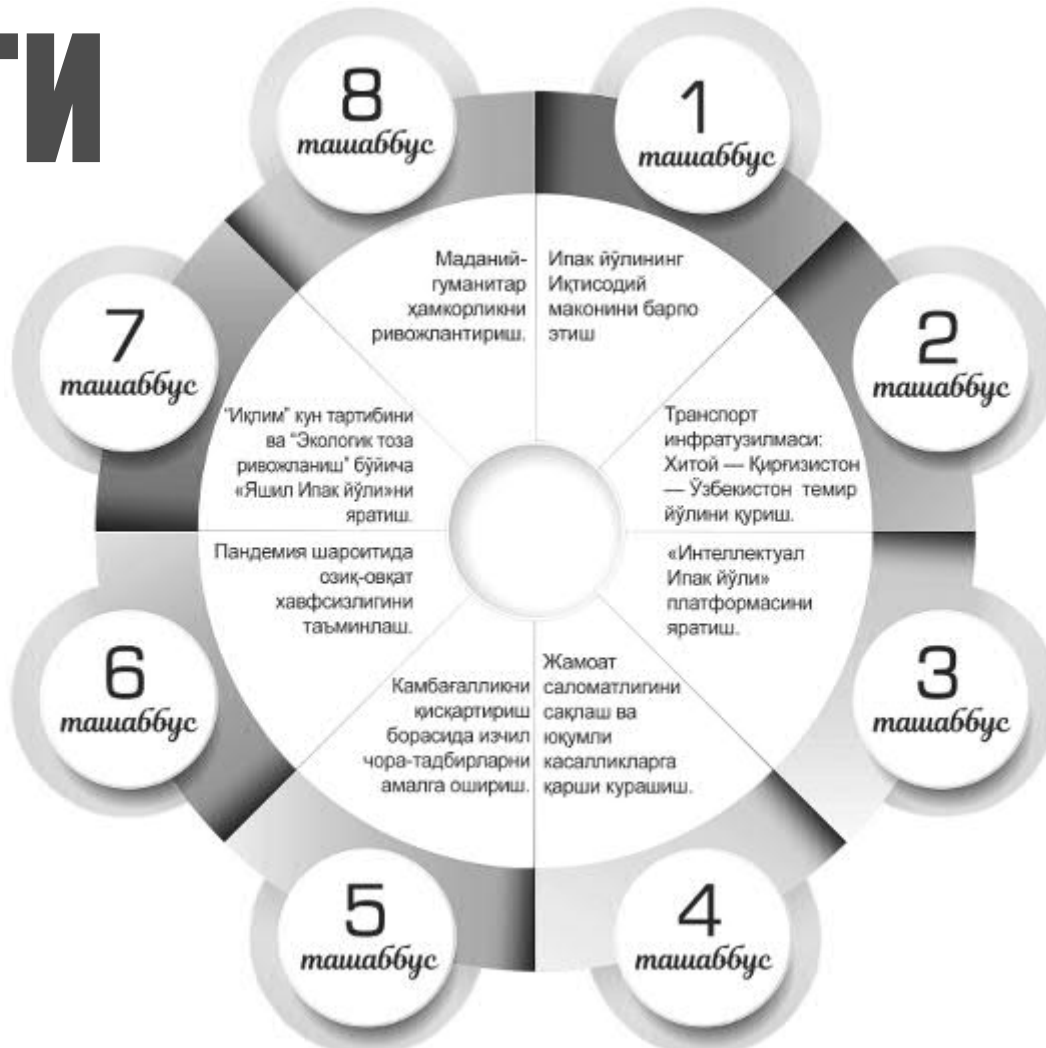 ГИ
1
ташаббус
Ипак йўлининг
Иқтисодий
маконини барпо
этиш
2
ташаббус
Транспорт
инфратузилмаси:
Хитой — Қирғизистон
— Ўзбекистон темир
йўлини қуриш.
3
ташаббус
«Интеллектуал
Ипак йўли»
платформасини
яратиш.
4
ташаббус
Жамоат
саломатлигини
сақлаш ва
юқумли
касалликларга
қарши курашиш.
5
ташаббус
Камбағалликни
қисқартириш
борасида изчил
чора-тадбирларни
амалга ошириш.
6
ташаббус
Пандемия шароитида
озиқ-овқат
хавфсизлигини
таъминлаш.
7
ташаббус
"Иқлим" кун тартибини
ва "Экологик тоза
ривожланиш" бўйича
«Яшил Ипак йўли»ни
яратиш.
8
ташаббус
Маданий-
гуманитар
ҳамкорликни
ривожлантириш.